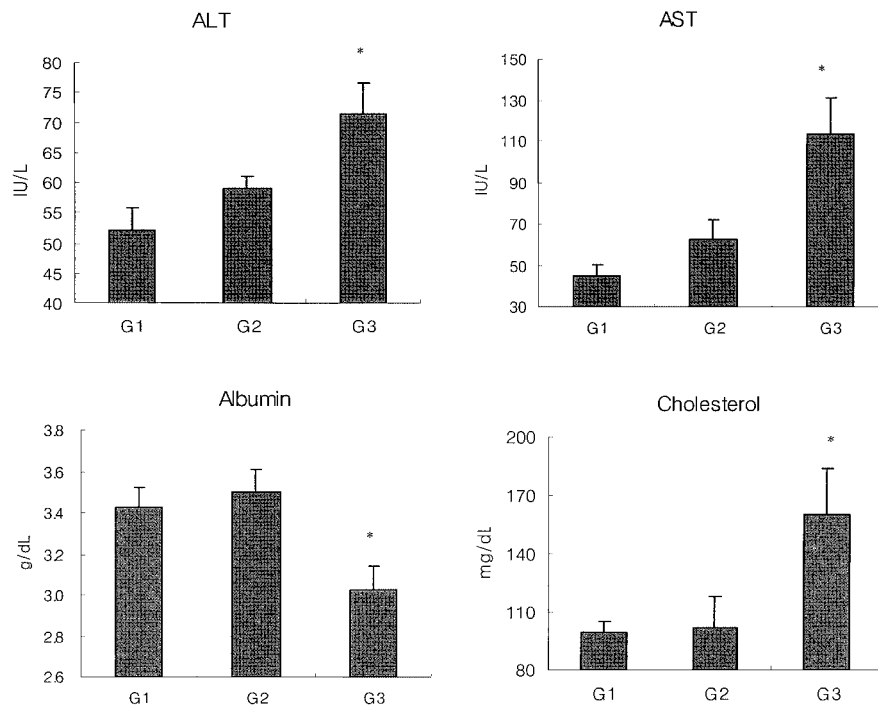 ALT
80
75
70
65
60
55
50
45
40
IU/L
*
G1 G2 G3
AST
150
130
110
90
70
50
30
IU/L
*
G1 G2 G3
Albumin
3.8
3.6
3.4
3.2
3.0
2.8
2.6
g/dL
*
G1 G2 G3
Cholesterol
200
170
140
110
80
mg/dL
*
G1 G2 G3